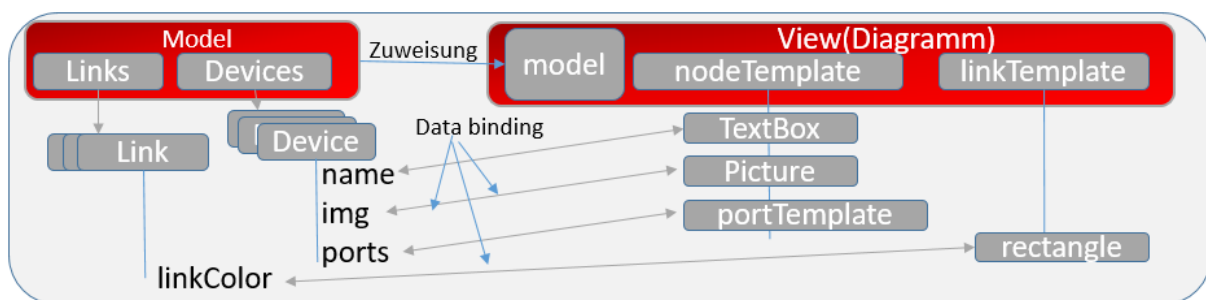 Model
Links
Devices
Zuweisung
View(Diagramm)
model
nodeTemplate
linkTemplate
Link
Device
name
img
ports
linkColor
Data binding
TextBox
Picture
portTemplate
rectangle